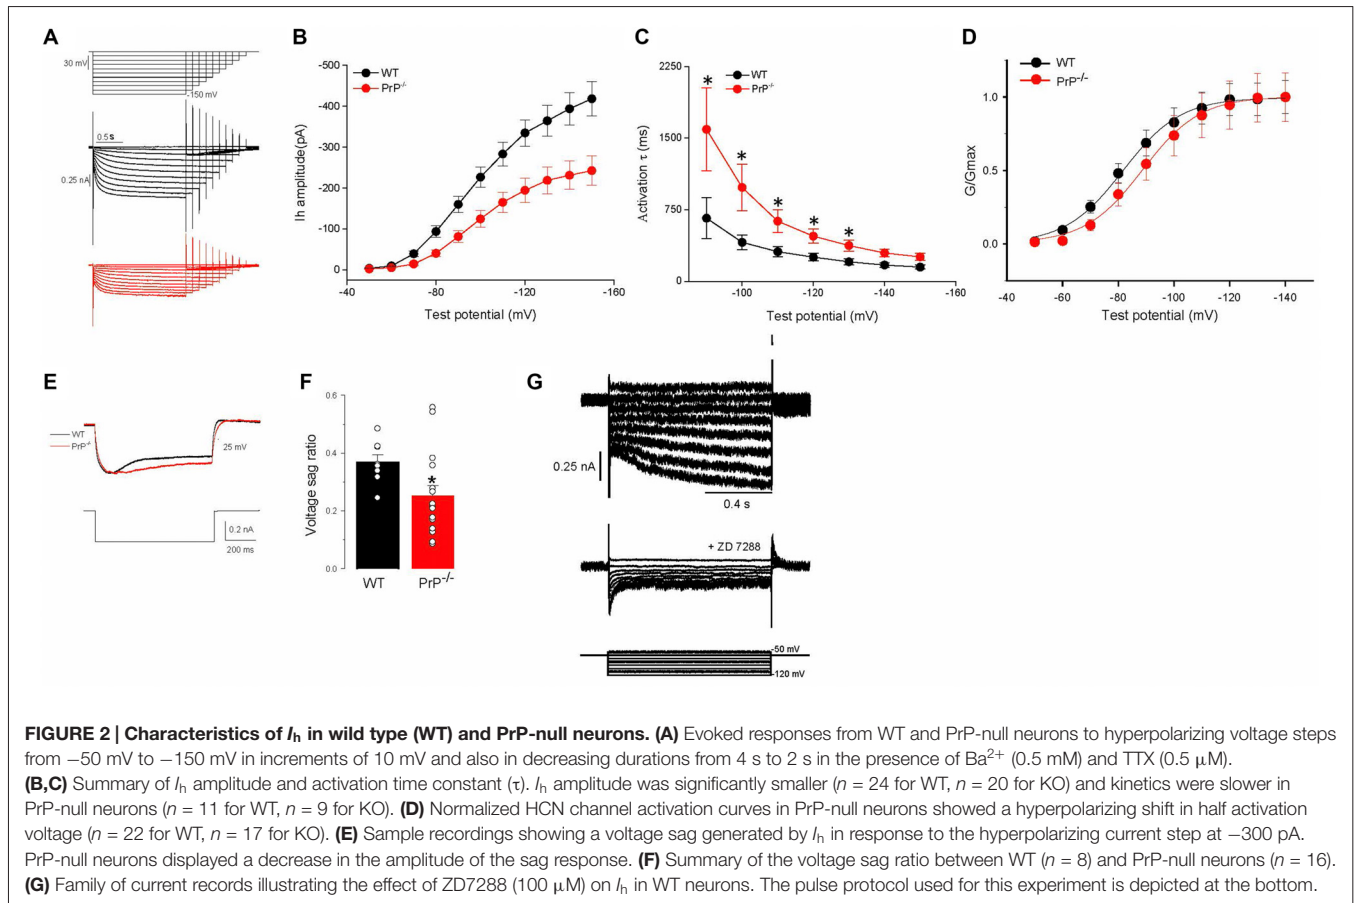 A
30 mV
-150 mV
0.5 s
0.25 nA
B
-500
-400
-300
-200
-100
0
Ih amplitude(pA)
WT
PrP-/-
-40
-80
-120
-160
Test potential (mV)
C
2250
1500
750
0
Activation τ (ms)
WT
PrP-/-
* * * * *
-100
-120
-140
-160
Test potential (mV)
D
WT
PrP-/-
1.0
0.5
0.0
G/Gmax
-40
-60
-80
-100
-120
-140
Test potential (mV)
E
WT
PrP-/-
25 mV
0.2 nA
200 ms
F
0.6
0.4
0.2
0.0
Voltage sag ratio
*
WT
PrP-/-
G
0.25 nA
0.4 s
+ ZD 7288
-50 mV
-120 mV
FIGURE 2 | Characteristics of Ih in wild type (WT) and PrP-null neurons. (A) Evoked responses from WT and PrP-null neurons to hyperpolarizing voltage steps
from −50 mV to −150 mV in increments of 10 mV and also in decreasing durations from 4 s to 2 s in the presence of Ba2+ (0.5 mM) and TTX (0.5 μM).
(B,C) Summary of Ih amplitude and activation time constant (τ). Ih amplitude was significantly smaller (n = 24 for WT, n = 20 for KO) and kinetics were slower in
PrP-null neurons (n = 11 for WT, n = 9 for KO). (D) Normalized HCN channel activation curves in PrP-null neurons showed a hyperpolarizing shift in half activation
voltage (n = 22 for WT, n = 17 for KO). (E) Sample recordings showing a voltage sag generated by Ih in response to the hyperpolarizing current step at −300 pA.
PrP-null neurons displayed a decrease in the amplitude of the sag response. (F) Summary of the voltage sag ratio between WT (n = 8) and PrP-null neurons (n = 16).
(G) Family of current records illustrating the effect of ZD7288 (100 μM) on Ih in WT neurons. The pulse protocol used for this experiment is depicted at the bottom.